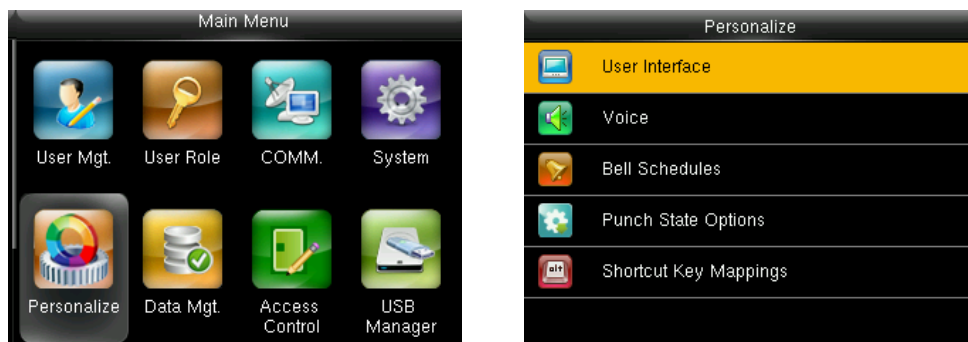 Main Menu
User Mgt.
User Role
COMM.
System
Personalize
Data Mgt.
Access
Control
USB
Manager
Personalize
User Interface
Voice
Bell Schedules
Punch State Options
alt
Shortcut Key Mappings